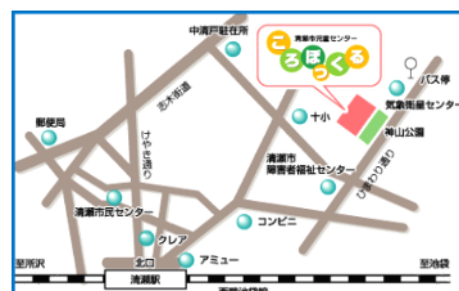 中清戸駐在所
清瀬市児童センター
ころぽっくる
バス停
気象衛星センター
神山公園
志木街道
十小
郵便局
けやき通り
ひまわり通り
清瀬市
障害者福祉センター
清瀬市民センター
コンビニ
クレア
北口
アミュー
至所沢
清瀬駅
至池袋